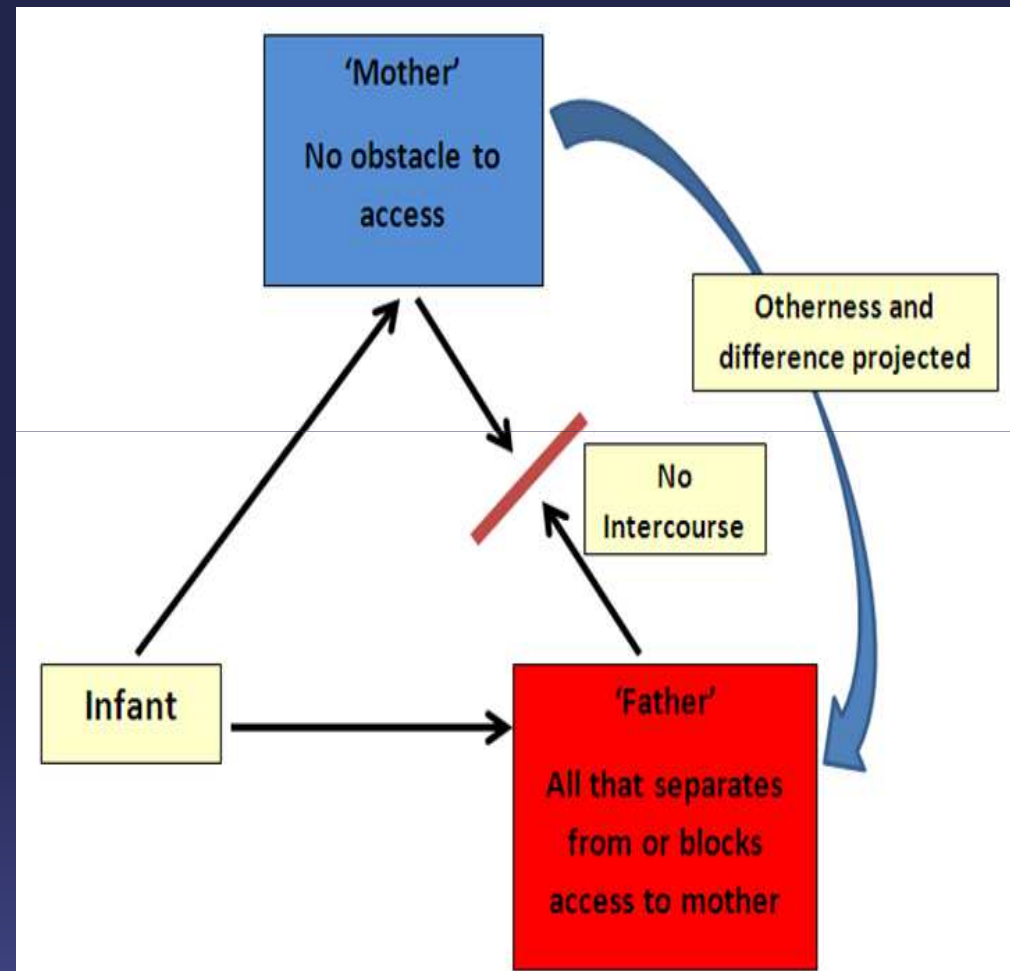 ‘Mother’
No obstacle to
access
Otherness and
difference projected
No
Intercourse
Infant
‘Father’
All that separates
from or blocks
access to mother